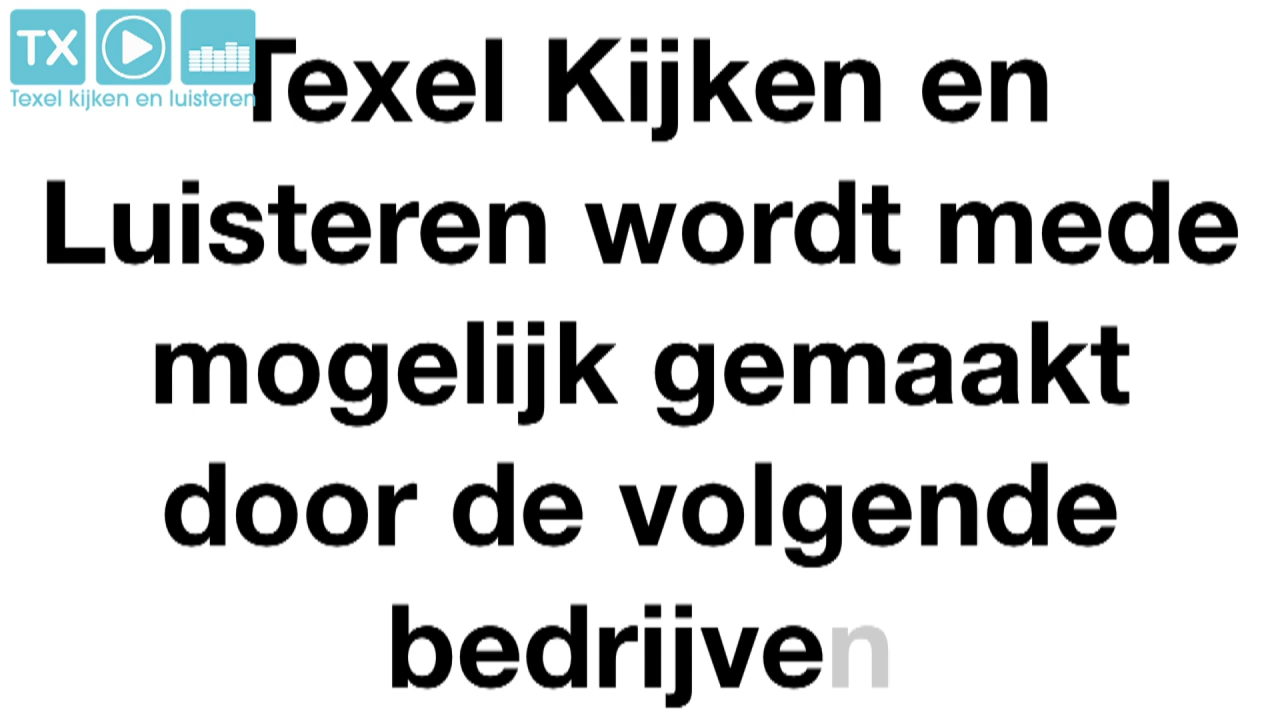 TX
Texel kijken en luisteren
Texel Kijken en
Luisteren wordt mede
mogelijk gemaakt
door de volgende
bedrijven